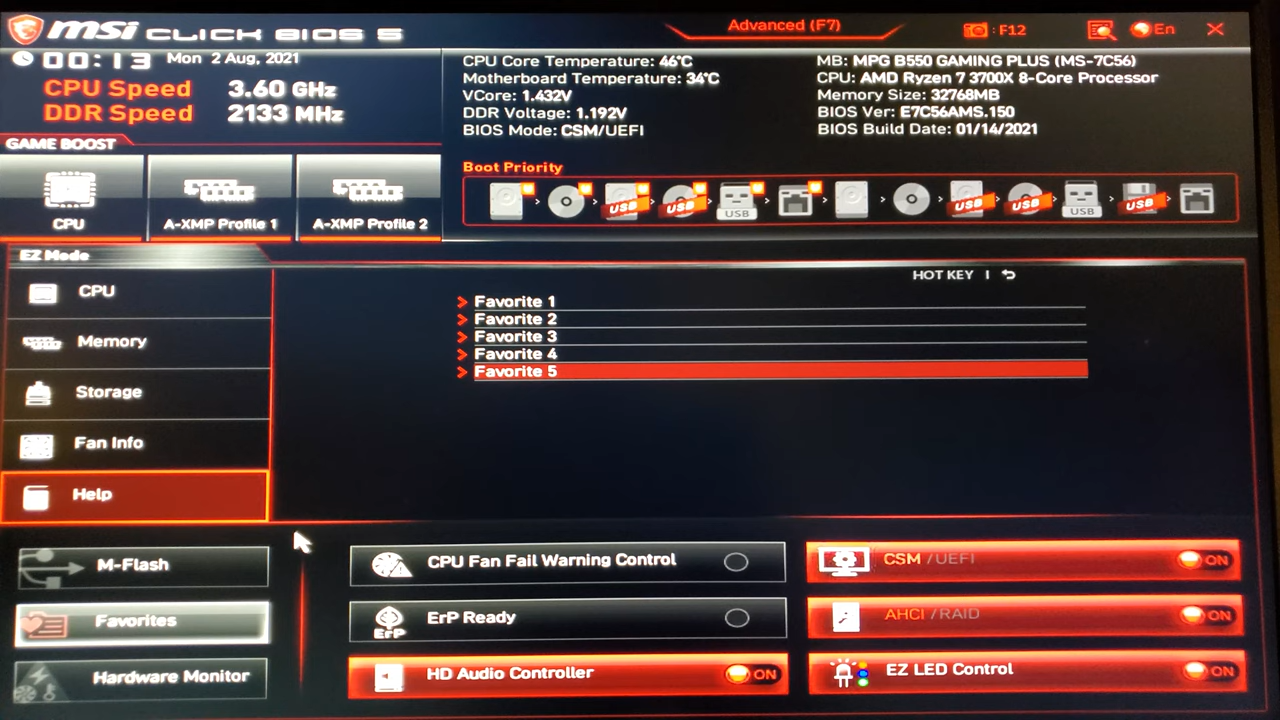 msi CLICK BIOS 5
Advanced (F7)
: F12
En
00:13 Mon 2 Aug, 2021
CPU Speed 3.60 GHz
DDR Speed 2133 MHz
CPU Core Temperature: 46°C
Motherboard Temperature: 34°C
VCore: 1.432V
DDR Voltage: 1.192V
BIOS Mode: CSM/UEFI
MB: MPG B550 GAMING PLUS (MS-7C56)
CPU: AMD Ryzen 7 3700X 8-Core Processor
Memory Size: 32768MB
BIOS Ver: E7C56AMS.150
BIOS Build Date: 01/14/2021
GAME BOOST
CPU
A-XMP Profile 1
A-XMP Profile 2
Boot Priority
USB USB USB USB USB USB USB
EZ Mode
HOT KEY |
CPU
Memory
Storage
Fan Info
Help
Favorite 1
Favorite 2
Favorite 3
Favorite 4
Favorite 5
M-Flash
Favorites
Hardware Monitor
CPU Fan Fail Warning Control
ErP ErP Ready
HD Audio Controller ON
CSM /UEFI ON
AHCI /RAID ON
EZ LED Control ON